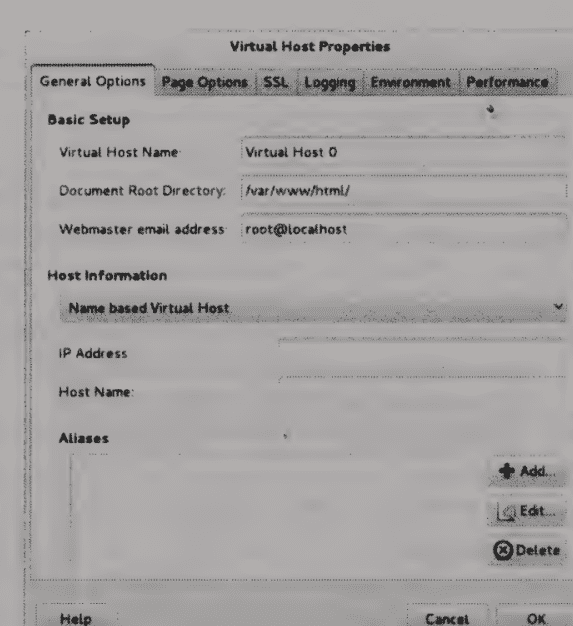 Virtual Host Properties
General Options Page Options SSL Logging Environment Performance
Basic Setup
Virtual Host Name: Virtual Host 0
Document Root Directory: /var/www/html/
Webmaster email address: root@localhost
Host Information
Name based Virtual Host
IP Address
Host Name:
Aliases
Add...
Edit...
Delete
Help Cancel OK